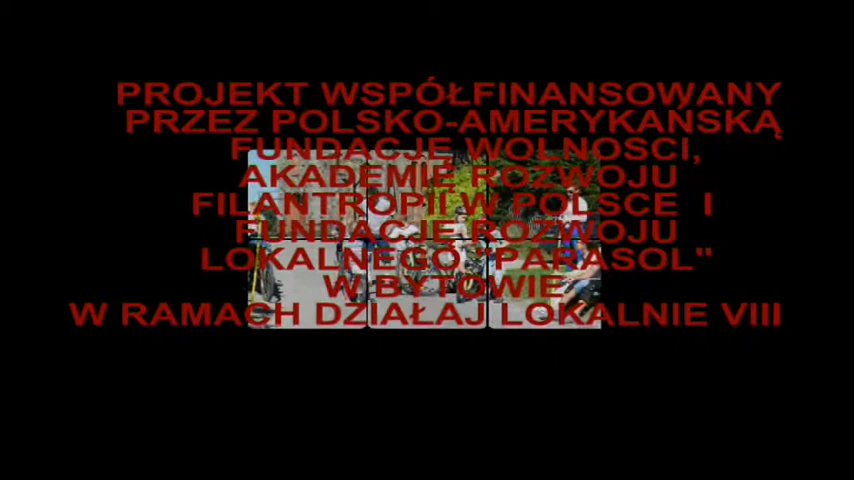 PROJEKT WSPÓŁFINANSOWANY
PRZEZ POLSKO-AMERYKAŃSKĄ
FUNDACJĘ WOLNOSCI,
AKADEMIĘ ROZWOJU
FILANTROPII W POLSCE I
FUNDACJĘ ROZWOJU
LOKALNEGO "PARASOL"
W BYTOWIE
W RAMACH DZIAŁAJ LOKALNIE VIII